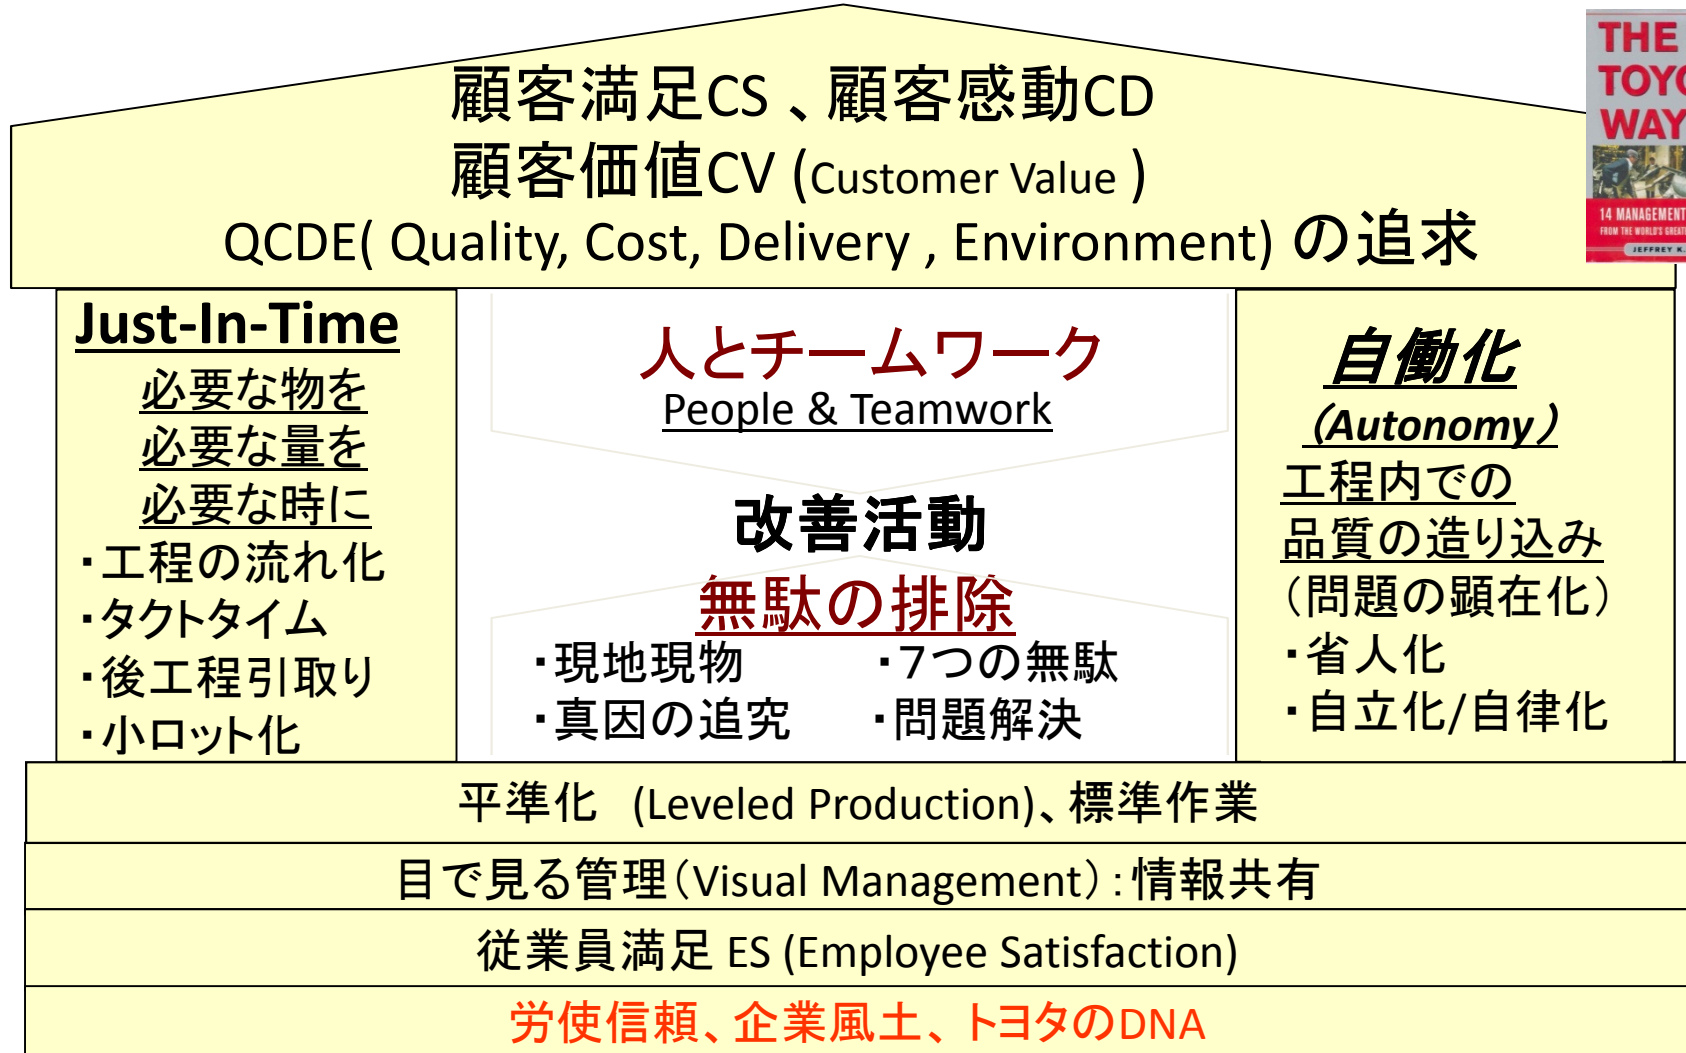 顧客満足CS 、顧客感動CD
顧客価値CV (Customer Value )
QCDE( Quality, Cost, Delivery , Environment) の追求
THE
TOYO
WAY
14 MANAGEMENT
FROM THE WORLD'S GREAT
JEFFREY K.
Just-In-Time
必要な物を
必要な量を
必要な時に
・工程の流れ化
・タクトタイム
・後工程引取り
・小ロット化
人とチームワーク
People & Teamwork
改善活動
無駄の排除
・現地現物 ・7つの無駄
・真因の追究 ・問題解決
自働化
（Autonomy）
工程内での
品質の造り込み
（問題の顕在化）
・省人化
・自立化/自律化
平準化 (Leveled Production)、標準作業
目で見る管理（Visual Management）：情報共有
従業員満足 ES (Employee Satisfaction)
労使信頼、企業風土、トヨタのDNA